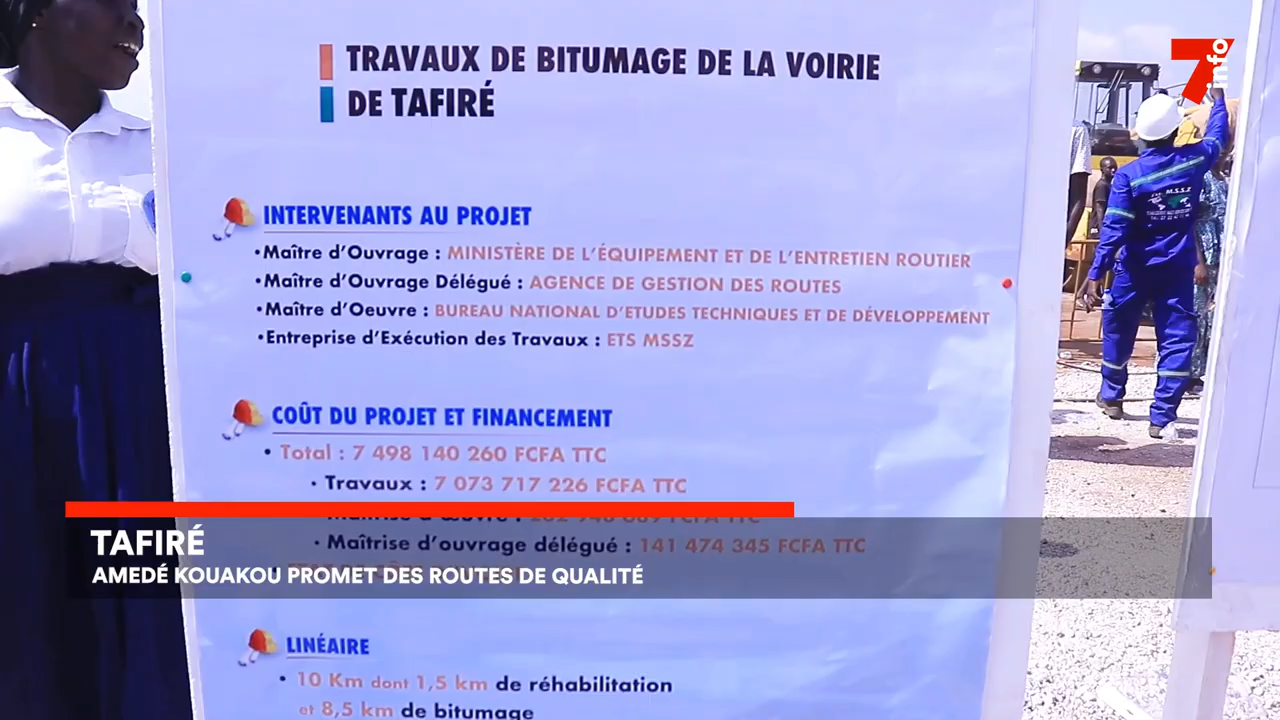 TRAVAUX DE BITUMAGE DE LA VOIRIE
DE TAFIRÉ
7 info
M.S.S.Z
INTERVENANTS AU PROJET
•Maître d'Ouvrage : MINISTÈRE DE L'ÉQUIPEMENT ET DE L'ENTRETIEN ROUTIER
•Maître d'Ouvrage Délégué : AGENCE DE GESTION DES ROUTES
•Maître d'Oeuvre : BUREAU NATIONAL D'ETUDES TECHNIQUES ET DE DÉVELOPPEMENT
•Entreprise d'Exécution des Travaux : ETS MSSZ
COÛT DU PROJET ET FINANCEMENT
• Total : 7 498 140 260 FCFA TTC
• Travaux : 7 073 717 226 FCFA TTC
FCFA TTC
• Maîtrise d'ouvrage délégué : 141 474 345 FCFA TTC
TAFIRÉ
AMEDÉ KOUAKOU PROMET DES ROUTES DE QUALITÉ
LINÉAIRE
• 10 Km dont 1,5 km de réhabilitation
et 8,5 km de bitumage